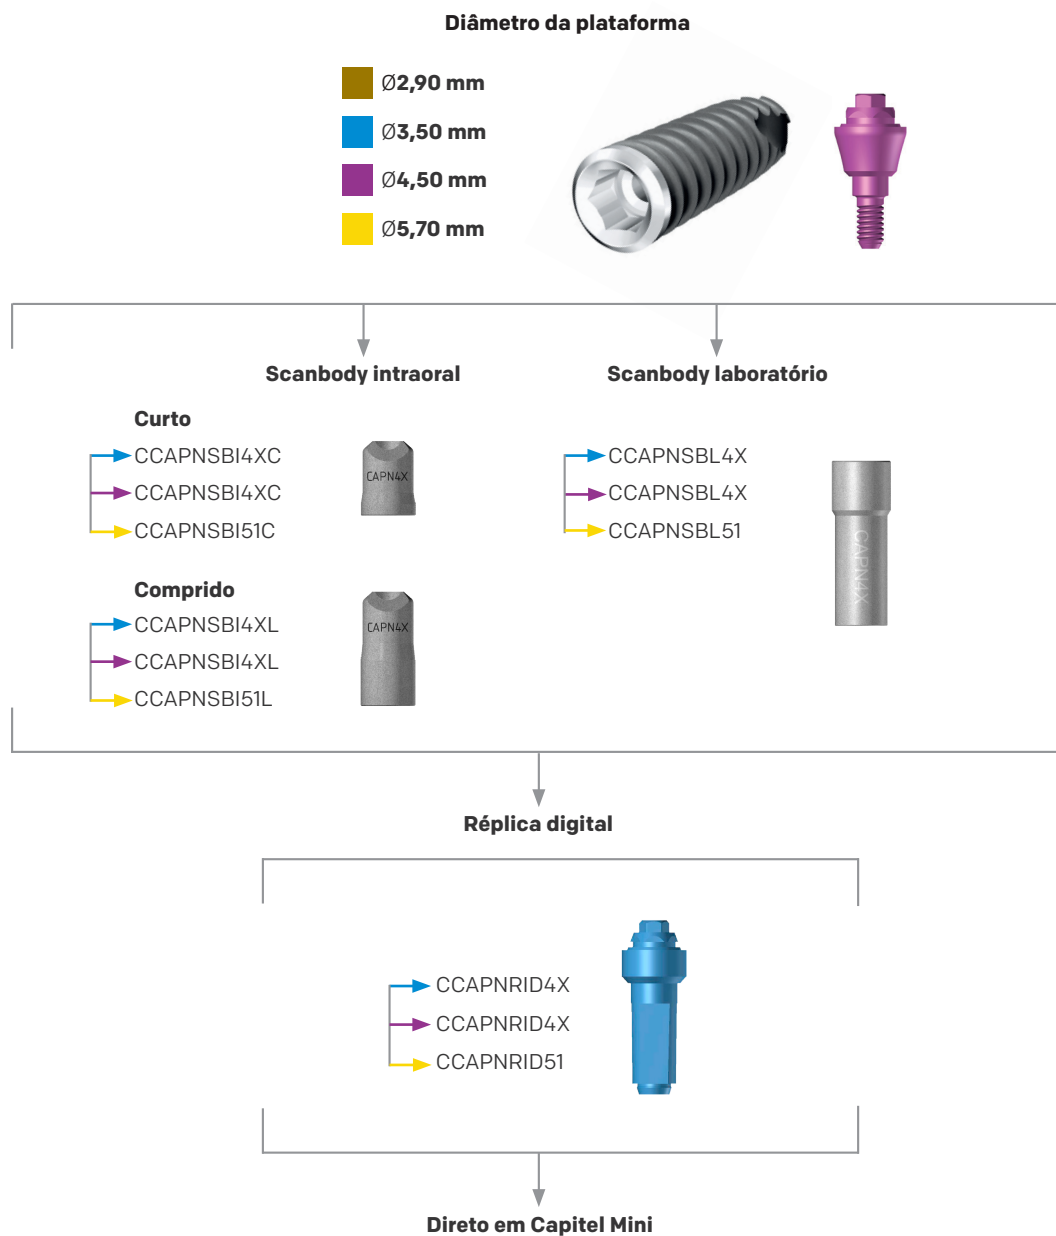 Diâmetro da plataforma
Ø2,90 mm
Ø3,50 mm
Ø4,50 mm
Ø5,70 mm
Scanbody intraoral
Curto
CCAPNSBI4XC
CCAPNSBI4XC
CCAPNSBI51C
CAPN4X
Comprido
CCAPNSBI4XL
CCAPNSBI4XL
CCAPNSBI51L
CAPN4X
Scanbody laboratório
CCAPNSBL4X
CCAPNSBL4X
CCAPNSBL51
CAPN4X
Réplica digital
CCAPNRID4X
CCAPNRID4X
CCAPNRID51
Direto em Capitel Mini